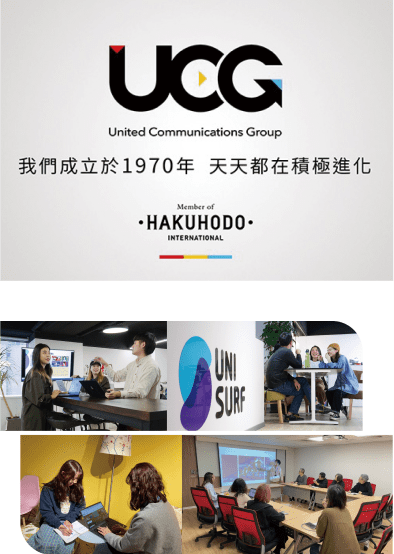 UCG
United Communications Group
我們成立於1970年 天天都在積極進化
Member of
•HAKUHODO•
INTERNATIONAL
UNI
SURF